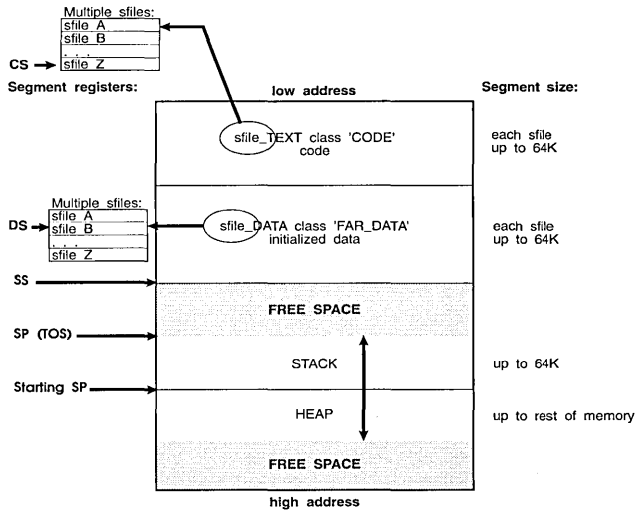 Multiple sfiles:
sfile A
sfile B
. . .
sfile Z
CS
Segment registers:
low address
Segment size:
sfile_TEXT class 'CODE'
code
each sfile
up to 64K
Multiple sfiles:
sfile A
sfile B
. . .
sfile Z
DS
sfile_DATA class 'FAR_DATA'
initialized data
each sfile
up to 64K
SS
FREE SPACE
SP (TOS)
STACK
up to 64K
Starting SP
HEAP
up to rest of memory
FREE SPACE
high address